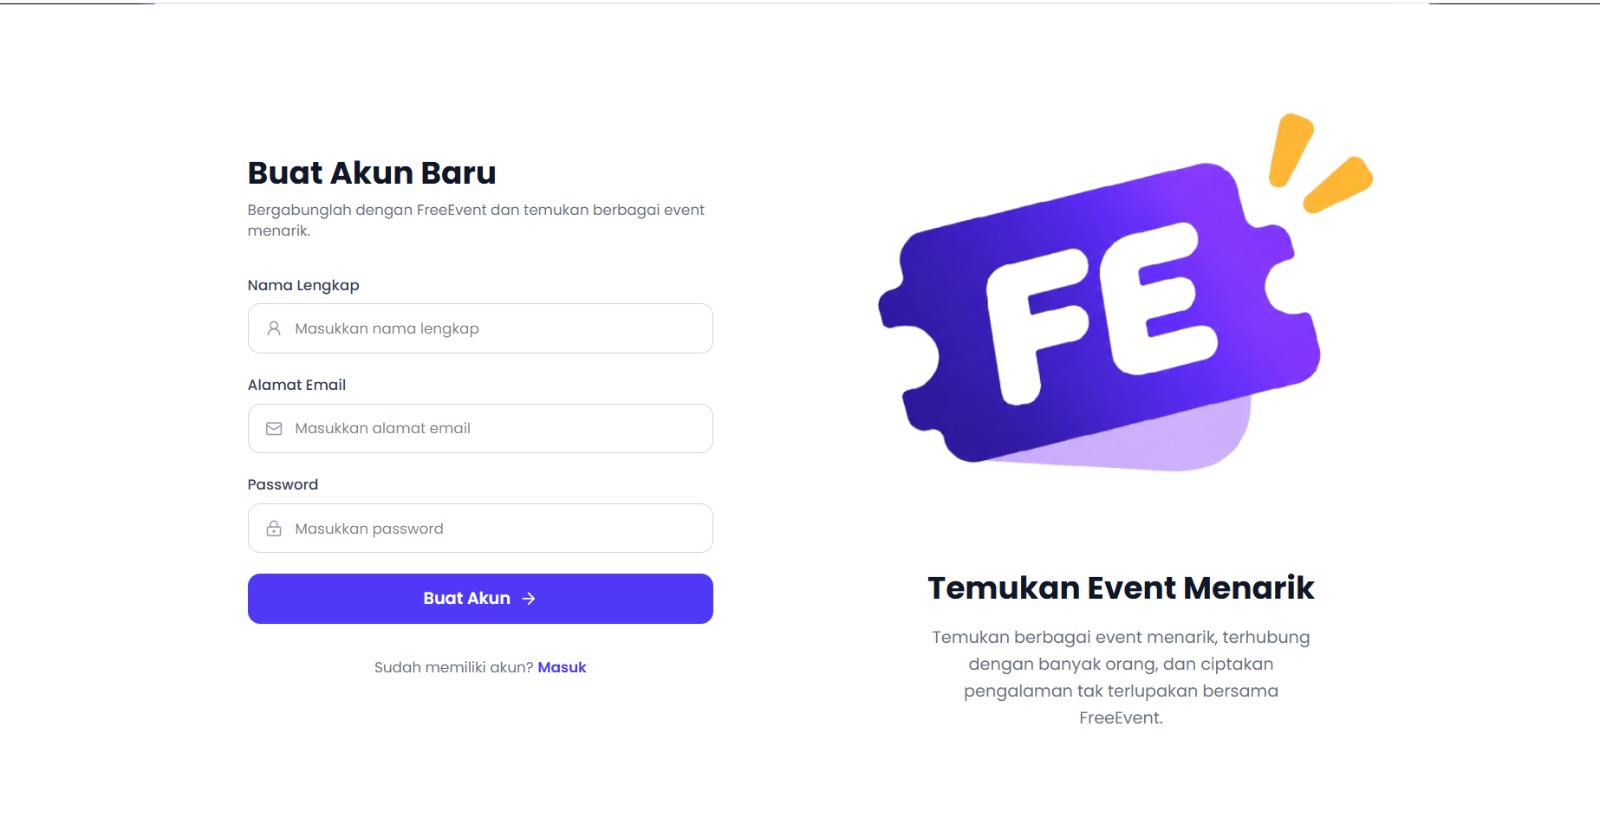 Buat Akun Baru
Bergabunglah dengan FreeEvent dan temukan berbagai event
menarik.
Nama Lengkap
Masukkan nama lengkap
Alamat Email
Masukkan alamat email
Password
Masukkan password
Buat Akun →
Sudah memiliki akun? Masuk
FE
Temukan Event Menarik
Temukan berbagai event menarik, terhubung
dengan banyak orang, dan ciptakan
pengalaman tak terlupakan bersama
FreeEvent.